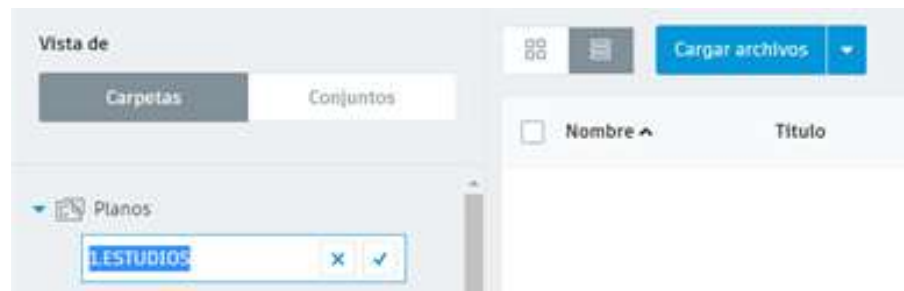 Vista de
Cargar archivos
Carpetas
Conjuntos
Nombre
Título
Planos
1.ESTUDIOS